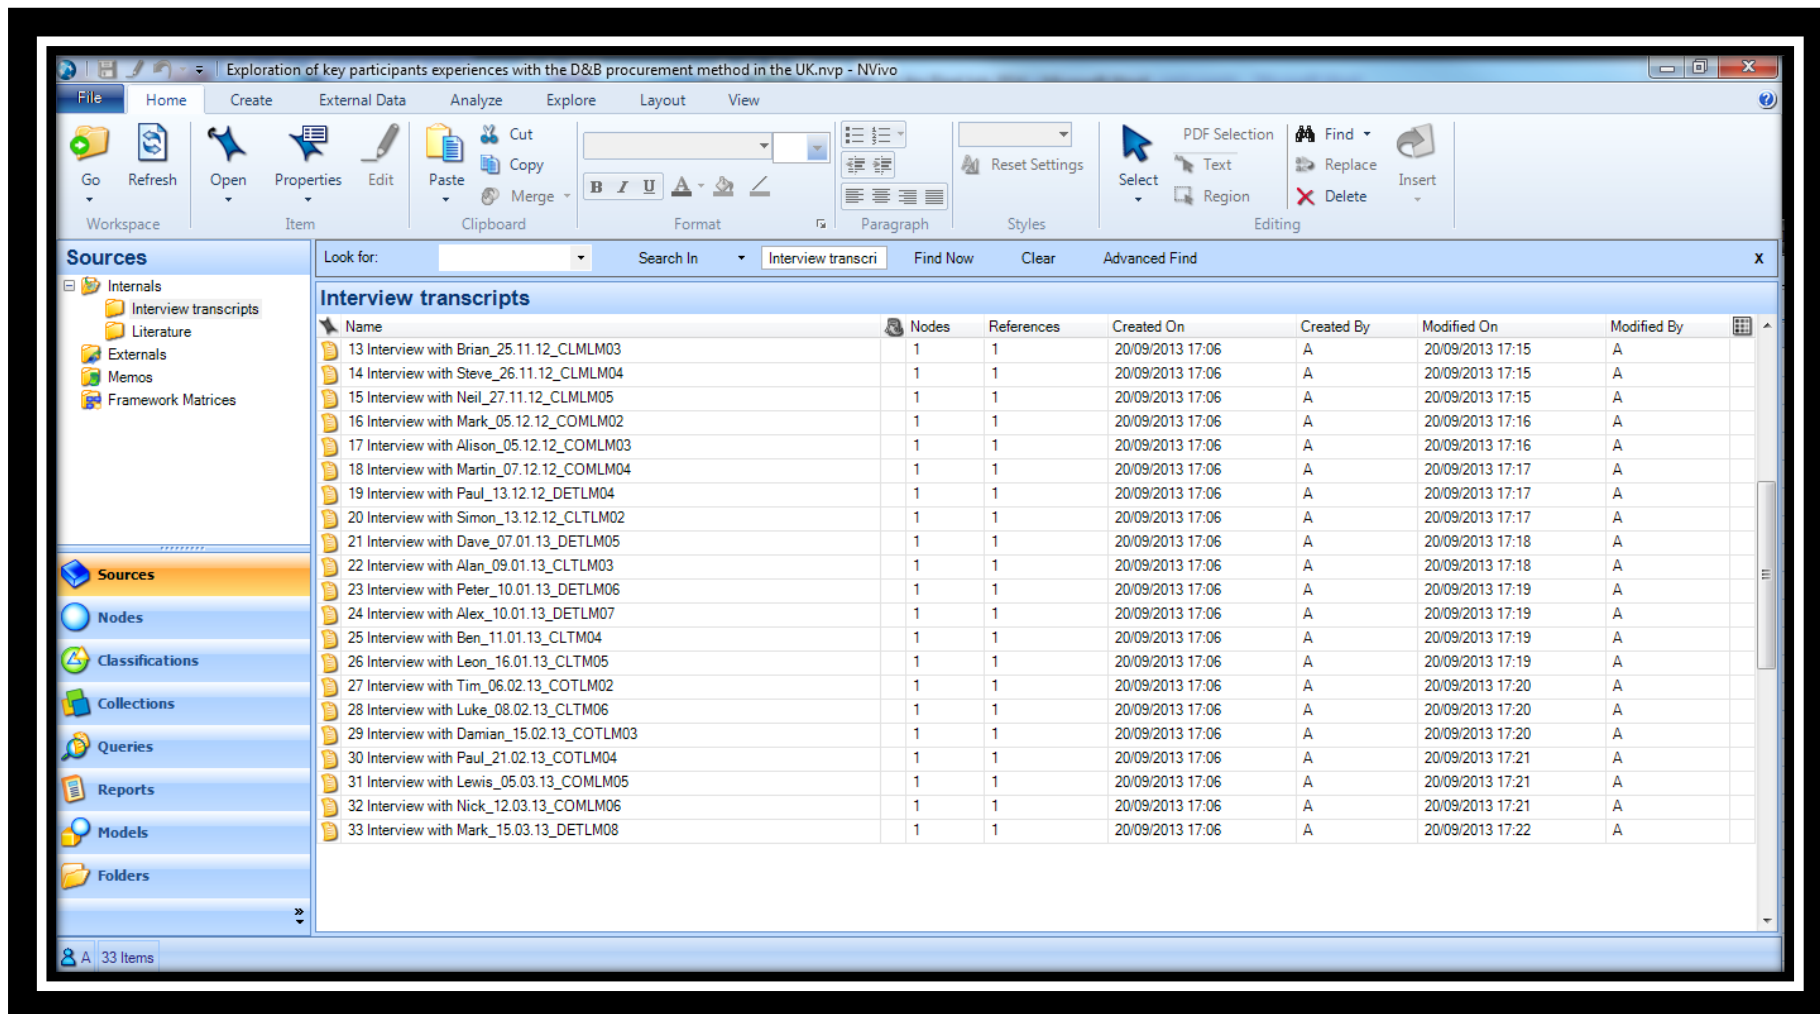 Exploration of key participants experiences with the D&B procurement method in the UK.nvp - NVivo
File Home Create External Data Analyze Explore Layout View
Go Refresh Open Properties Edit Paste Cut Copy Merge B I U A Reset Settings Select PDF Selection Text Region Find Replace Delete Insert
Workspace Item Clipboard Format Paragraph Styles Editing
Sources
Internals
Interview transcripts
Literature
Externals
Memos
Framework Matrices
Sources
Nodes
Classifications
Collections
Queries
Reports
Models
Folders
Look for: Search In Interview transcri Find Now Clear Advanced Find X
Interview transcripts
Name Nodes References Created On Created By Modified On Modified By
13 Interview with Brian_25.11.12_CLMLM03 1 1 20/09/2013 17:06 A 20/09/2013 17:15 A
14 Interview with Steve_26.11.12_CLMLM04 1 1 20/09/2013 17:06 A 20/09/2013 17:15 A
15 Interview with Neil_27.11.12_CLMLM05 1 1 20/09/2013 17:06 A 20/09/2013 17:15 A
16 Interview with Mark_05.12.12_COMLM02 1 1 20/09/2013 17:06 A 20/09/2013 17:16 A
17 Interview with Alison_05.12.12_COMLM03 1 1 20/09/2013 17:06 A 20/09/2013 17:16 A
18 Interview with Martin_07.12.12_COMLM04 1 1 20/09/2013 17:06 A 20/09/2013 17:17 A
19 Interview with Paul_13.12.12_DETLM04 1 1 20/09/2013 17:06 A 20/09/2013 17:17 A
20 Interview with Simon_13.12.12_CLTLM02 1 1 20/09/2013 17:06 A 20/09/2013 17:17 A
21 Interview with Dave_07.01.13_DETLM05 1 1 20/09/2013 17:06 A 20/09/2013 17:18 A
22 Interview with Alan_09.01.13_CLTLM03 1 1 20/09/2013 17:06 A 20/09/2013 17:18 A
23 Interview with Peter_10.01.13_DETLM06 1 1 20/09/2013 17:06 A 20/09/2013 17:19 A
24 Interview with Alex_10.01.13_DETLM07 1 1 20/09/2013 17:06 A 20/09/2013 17:19 A
25 Interview with Ben_11.01.13_CLTM04 1 1 20/09/2013 17:06 A 20/09/2013 17:19 A
26 Interview with Leon_16.01.13_CLTM05 1 1 20/09/2013 17:06 A 20/09/2013 17:19 A
27 Interview with Tim_06.02.13_COTLM02 1 1 20/09/2013 17:06 A 20/09/2013 17:20 A
28 Interview with Luke_08.02.13_CLTM06 1 1 20/09/2013 17:06 A 20/09/2013 17:20 A
29 Interview with Damian_15.02.13_COTLM03 1 1 20/09/2013 17:06 A 20/09/2013 17:20 A
30 Interview with Paul_21.02.13_COTLM04 1 1 20/09/2013 17:06 A 20/09/2013 17:21 A
31 Interview with Lewis_05.03.13_COMLM05 1 1 20/09/2013 17:06 A 20/09/2013 17:21 A
32 Interview with Nick_12.03.13_COMLM06 1 1 20/09/2013 17:06 A 20/09/2013 17:21 A
33 Interview with Mark_15.03.13_DETLM08 1 1 20/09/2013 17:06 A 20/09/2013 17:22 A
A 33 Items